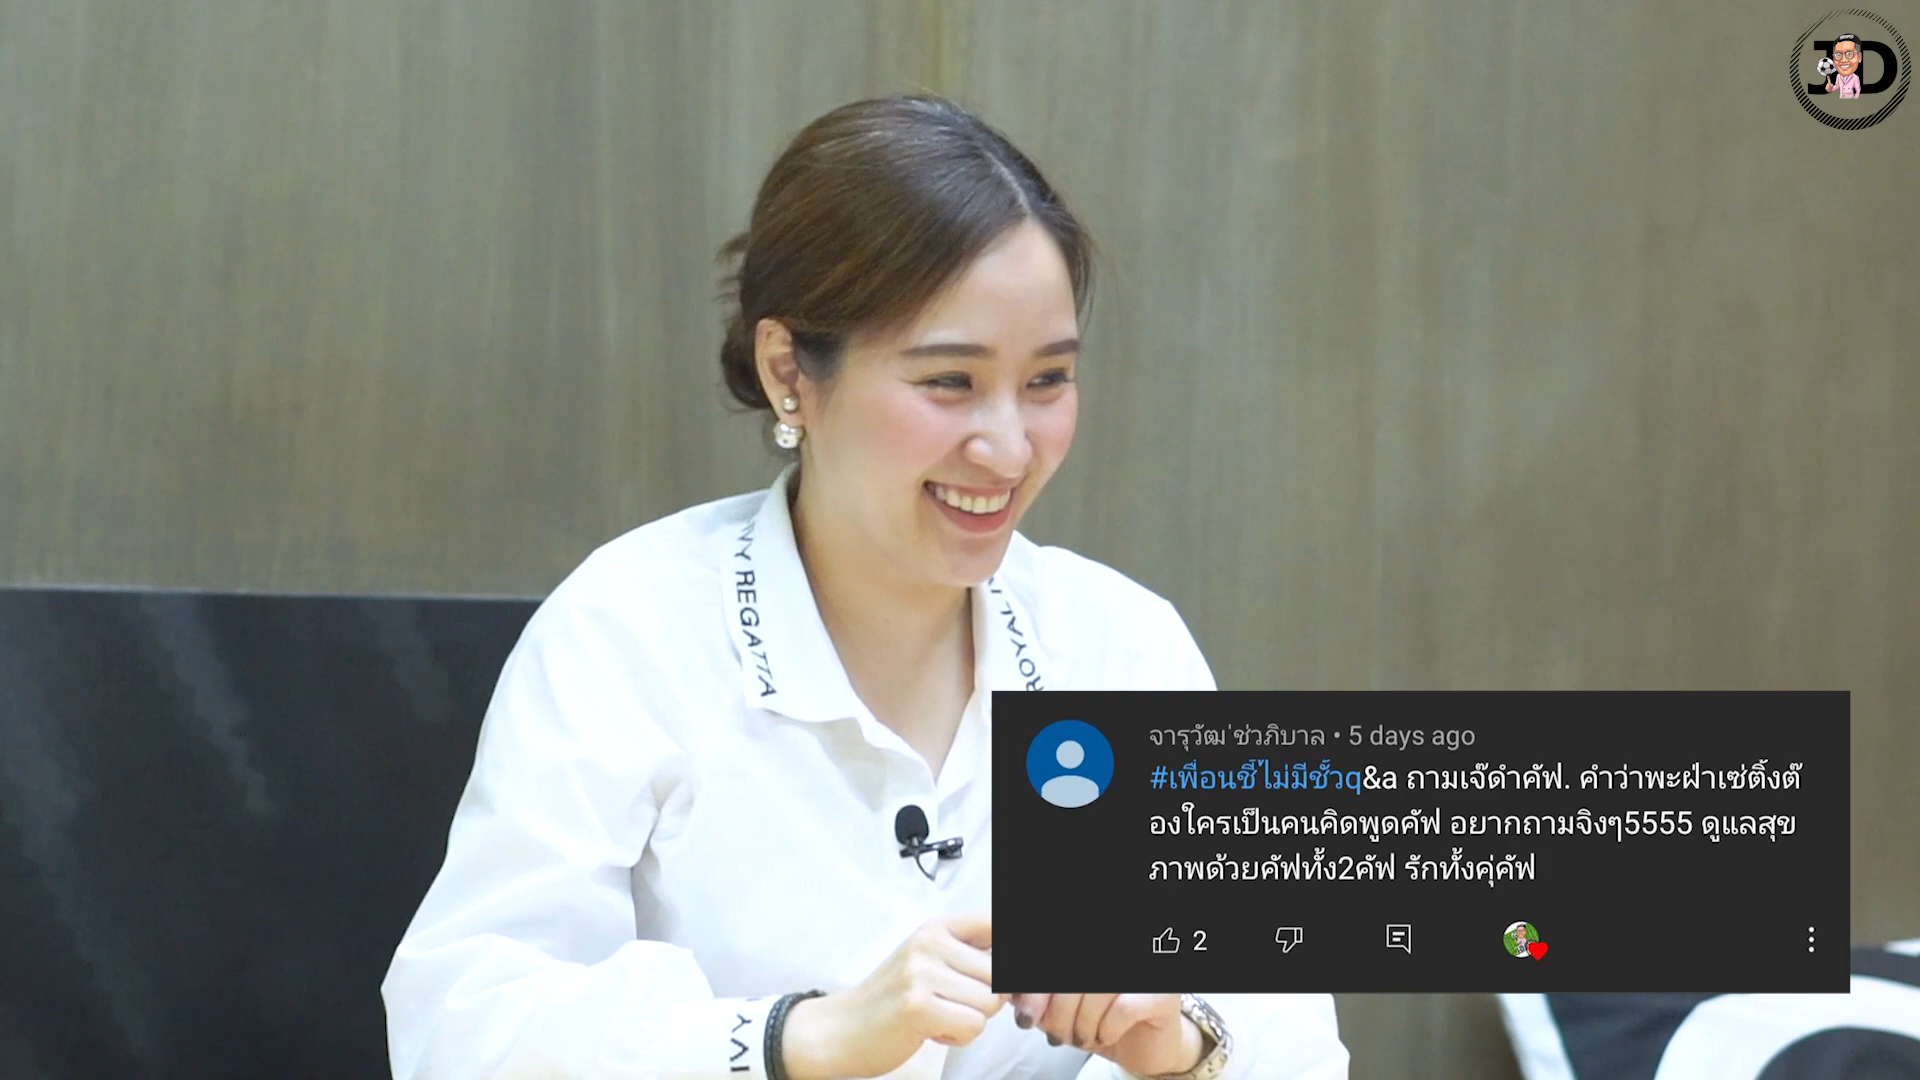 JD
NY REGATTA
ROYAL
จารุวัฒ่ ช่วภิบาล • 5 days ago
#เพื่อนชี้ไม่มีชั้วq&a ถามเจ๊ดำคัฟ. คำว่าพะฝ่าเซ่ติ้งต๊
องใครเป็นคนคิดพูดคัฟ อยากถามจิงๆ5555 ดูแลสุข
ภาพด้วยคัฟทั้ง2คัฟ รักทั้งคุ่คัฟ
2
IVY